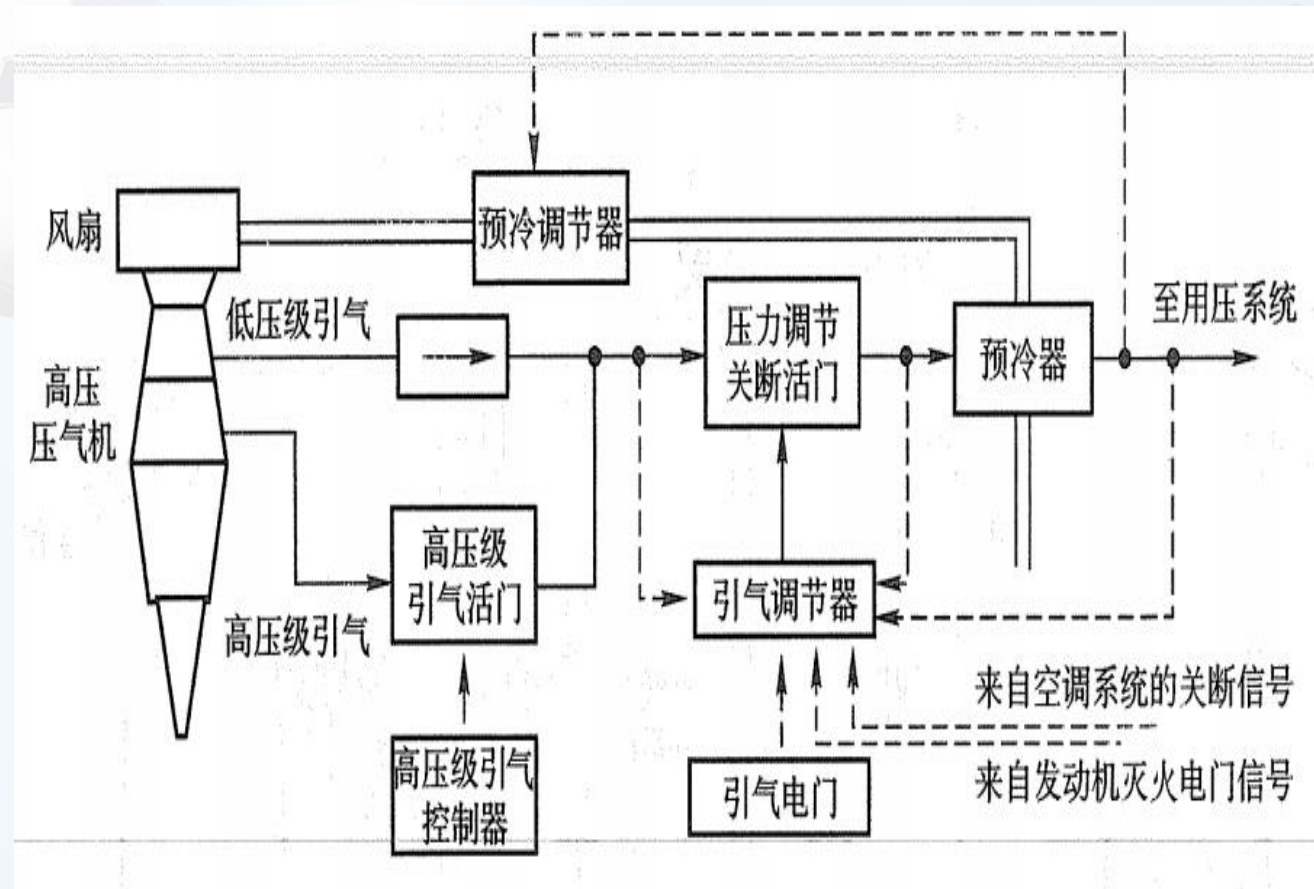 风扇
预冷调节器
低压级引气
压力调节
关断活门
至用压系统
预冷器
高压
压气机
高压级
引气活门
引气调节器
高压级引气
来自空调系统的关断信号
高压级引气
控制器
引气电门
来自发动机灭火电门信号